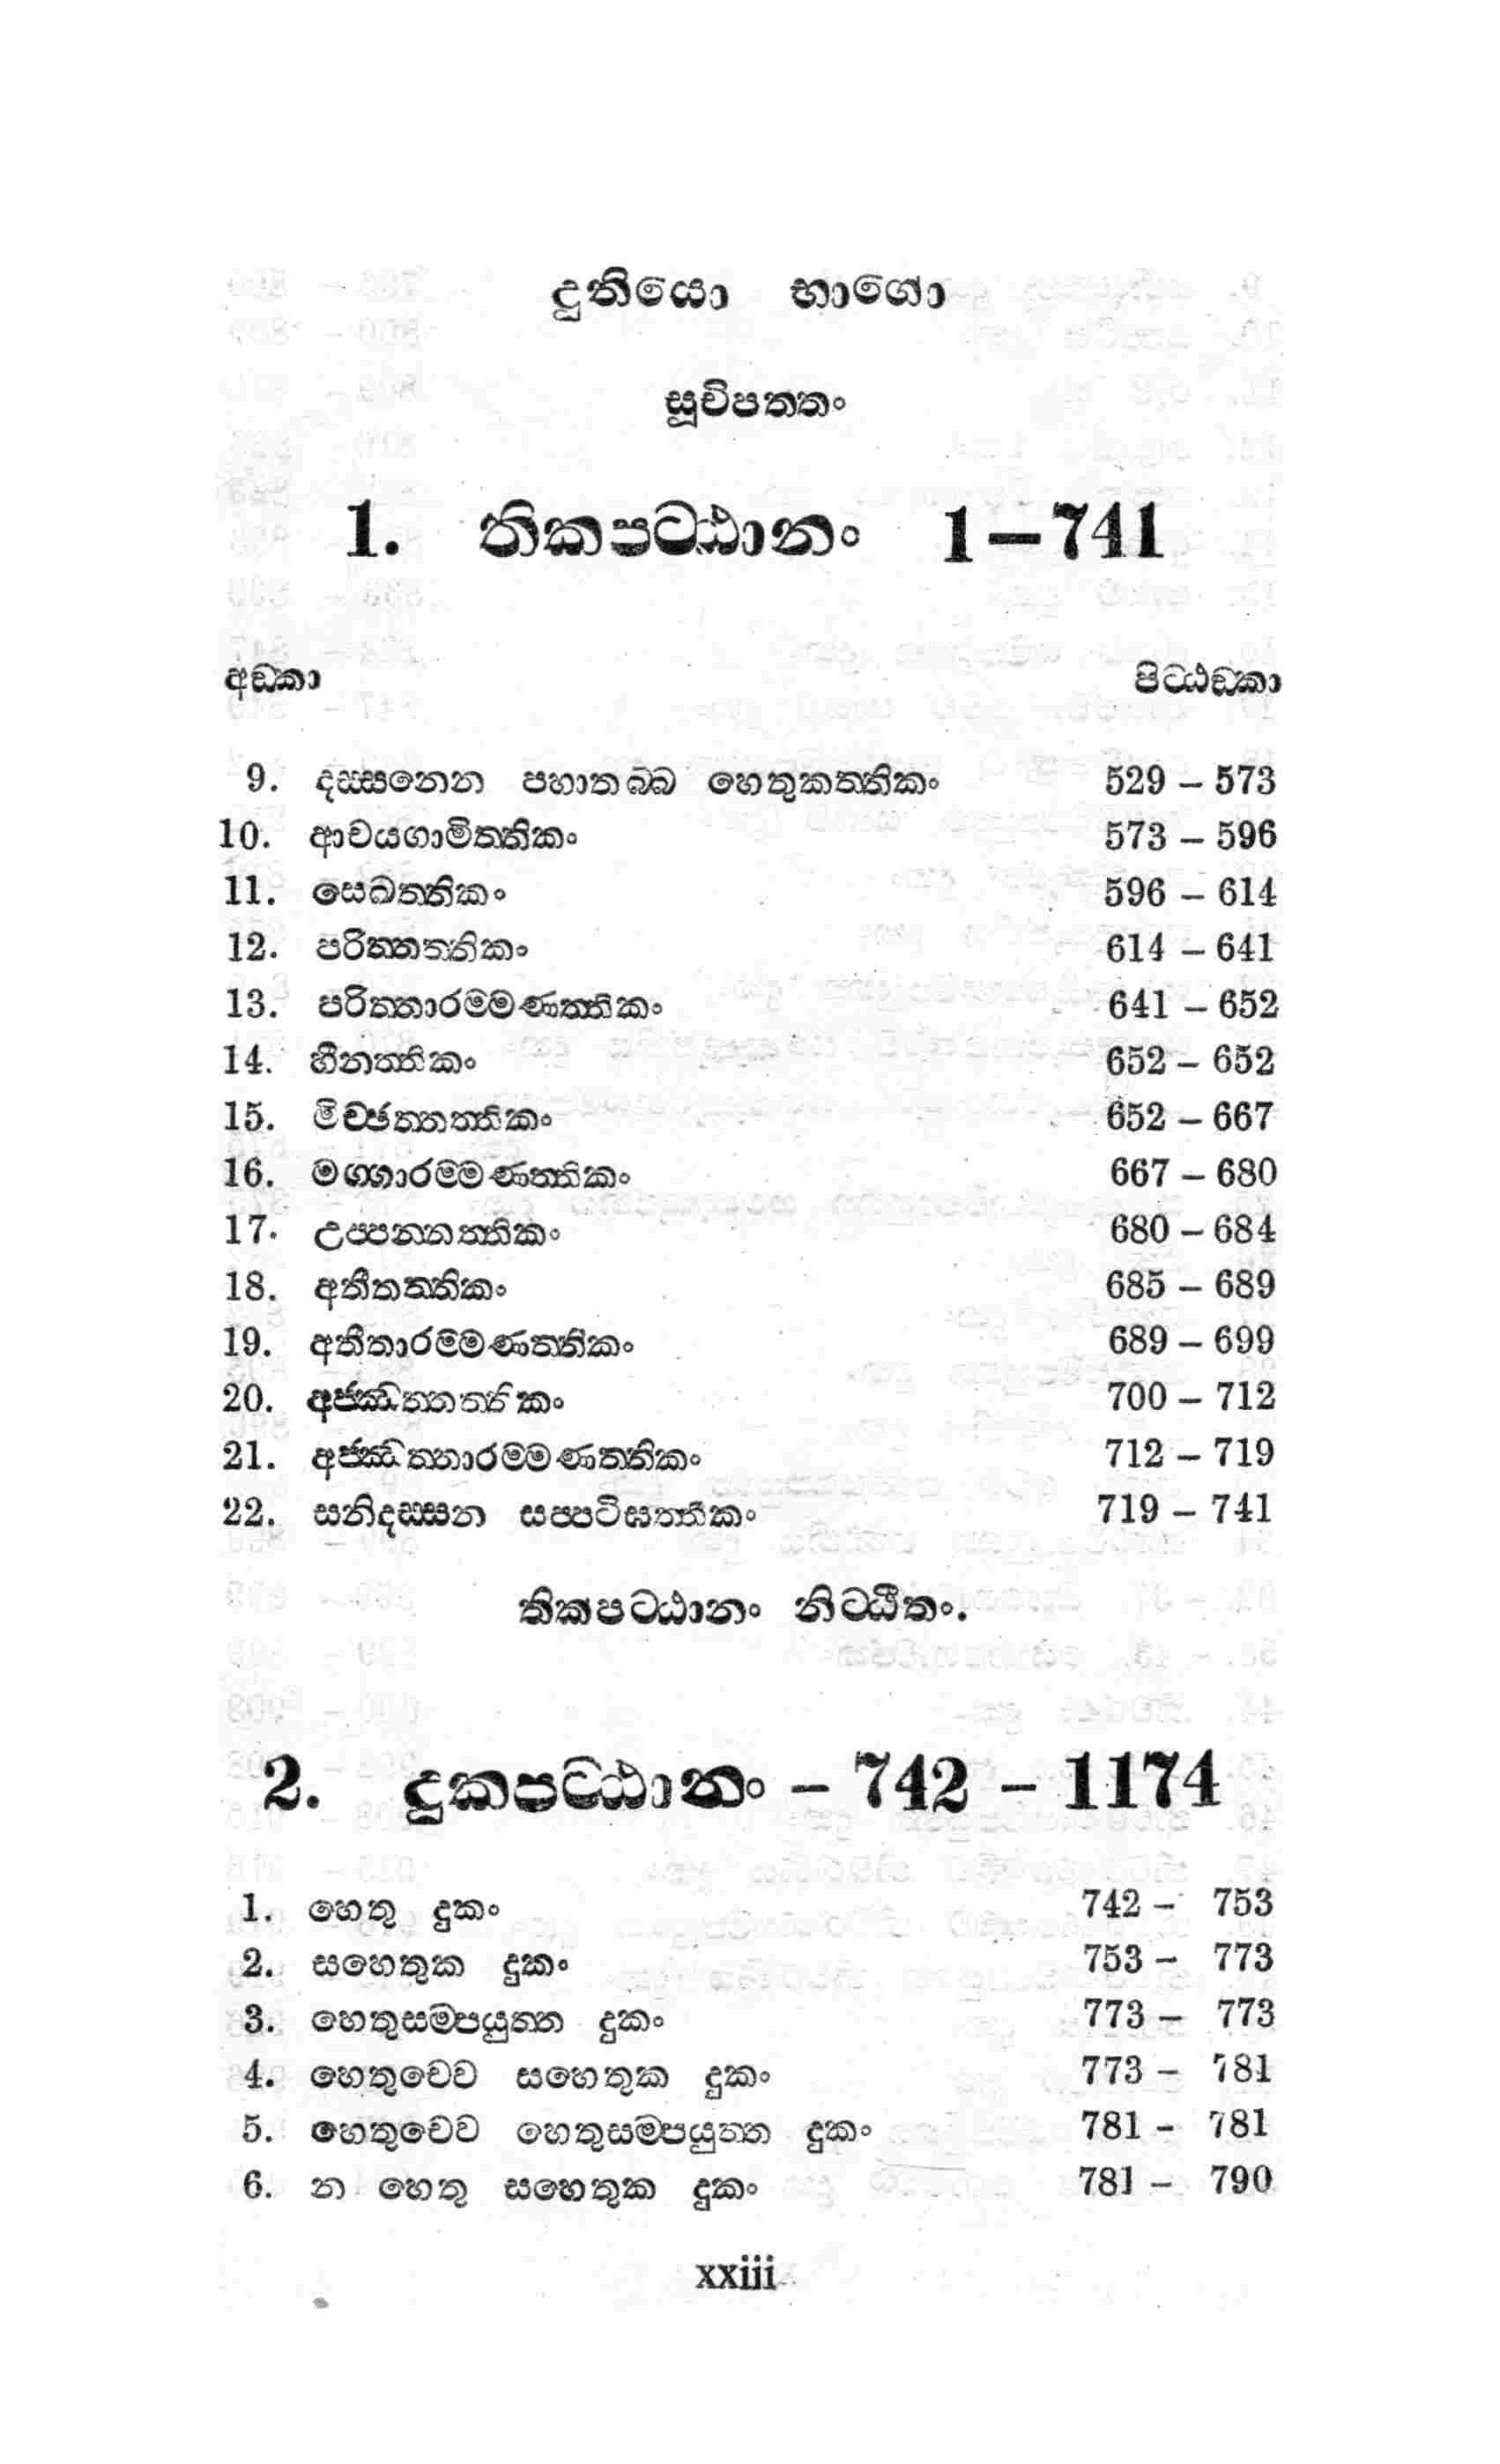 දුතියො භාගො
සූචිපත්තං
1. තිකපට්ඨානං 1–741
අඞ්කා පිට්ඨඞ්කා
9. දස්සනෙන පහාතබ්බ හෙතුකත්තිකං 529 – 573
10. ආචයගාමිත්තිකං 573 – 596
11. සෙඛත්තිකං 596 – 614
12. පරිත්තත්තිකං 614 – 641
13. පරිත්තාරම්මණත්තිකං 641 – 652
14. හීනත්තිකං 652 – 652
15. මිච්ඡත්තත්තිකං 652 – 667
16. මග්ගාරම්මණත්තිකං 667 – 680
17. උප්පන්නත්තිකං 680 – 684
18. අතීතත්තිකං 685 – 689
19. අතීතාරම්මණත්තිකං 689 – 699
20. අජ්ඣත්තත්තිකං 700 – 712
21. අජ්ඣත්තාරම්මණත්තිකං 712 – 719
22. සනිදස්සන සප්පටිඝත්තිකං 719 – 741
තිකපට්ඨානං නිට්ඨීතං.
2. දුකපට්ඨානං – 742 – 1174
1. හෙතු දුකං 742 – 753
2. සහෙතුක දුකං 753 – 773
3. හෙතුසම්පයුත්ත දුකං 773 – 773
4. හෙතුචෙව සහෙතුක දුකං 773 – 781
5. හෙතුචෙව හෙතුසම්පයුත්ත දුකං 781 – 781
6. න හෙතු සහෙතුක දුකං 781 – 790
xxiii